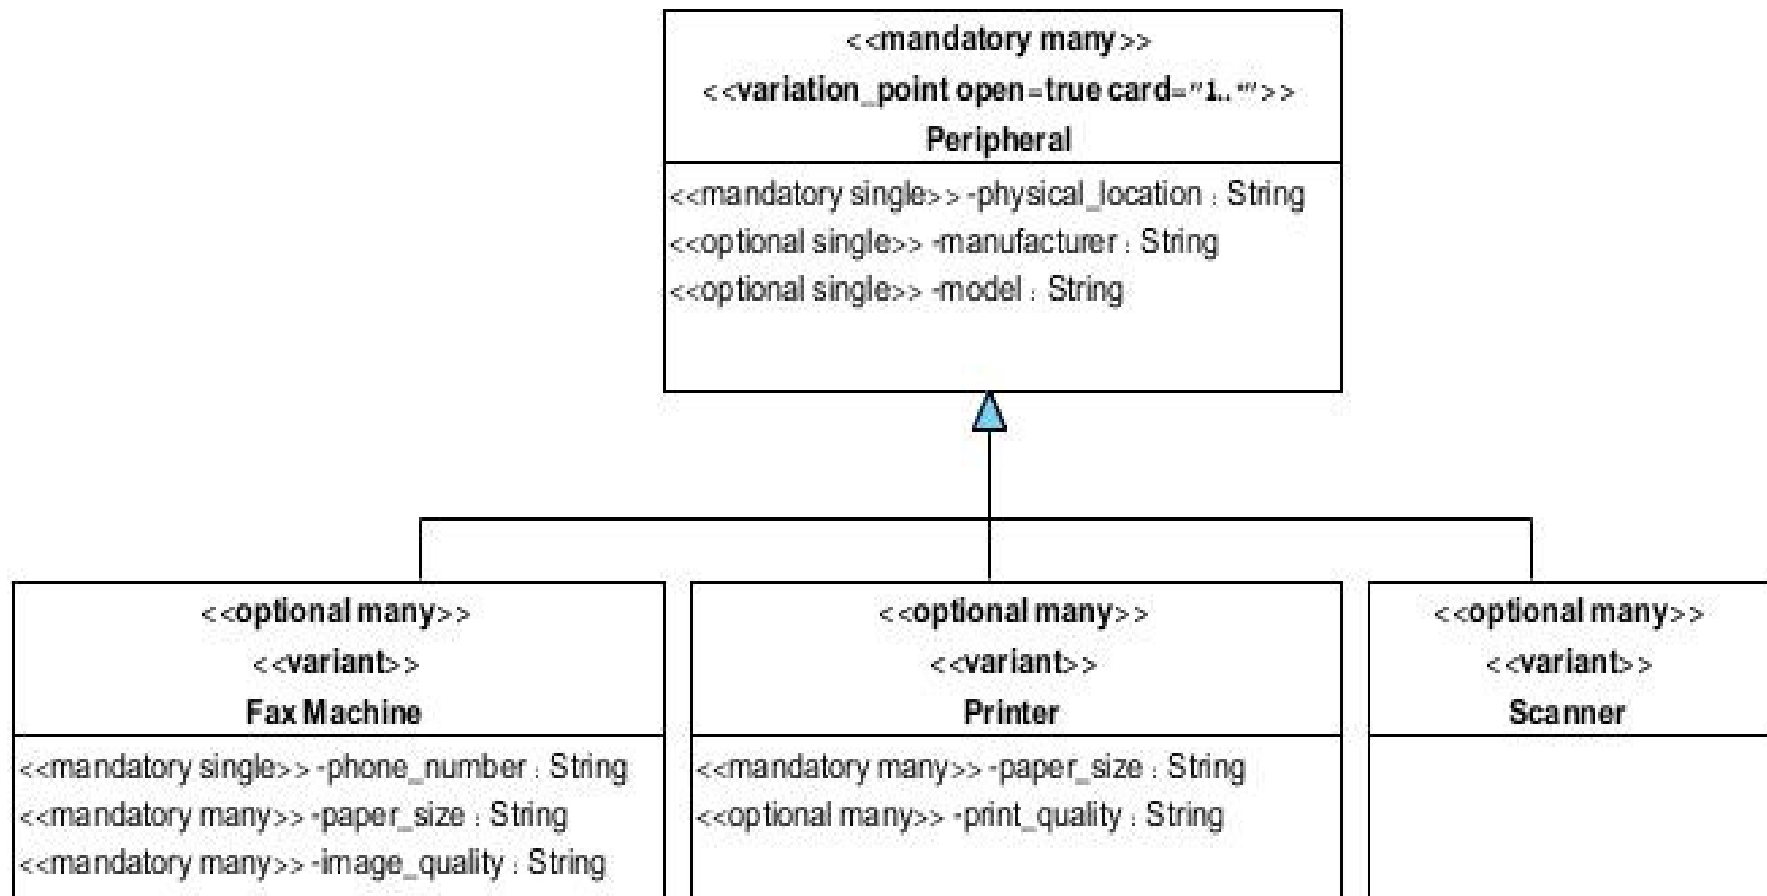 <<mandatory many>>
<<variation_point open=true card="1..*">>
Peripheral
<<mandatory single>> -physical_location : String
<<optional single>> -manufacturer : String
<<optional single>> -model : String
<<optional many>>
<<variant>>
Fax Machine
<<mandatory single>> -phone_number : String
<<mandatory many>> -paper_size : String
<<mandatory many>> -image_quality : String
<<optional many>>
<<variant>>
Printer
<<mandatory many>> -paper_size : String
<<optional many>> -print_quality : String
<<optional many>>
<<variant>>
Scanner